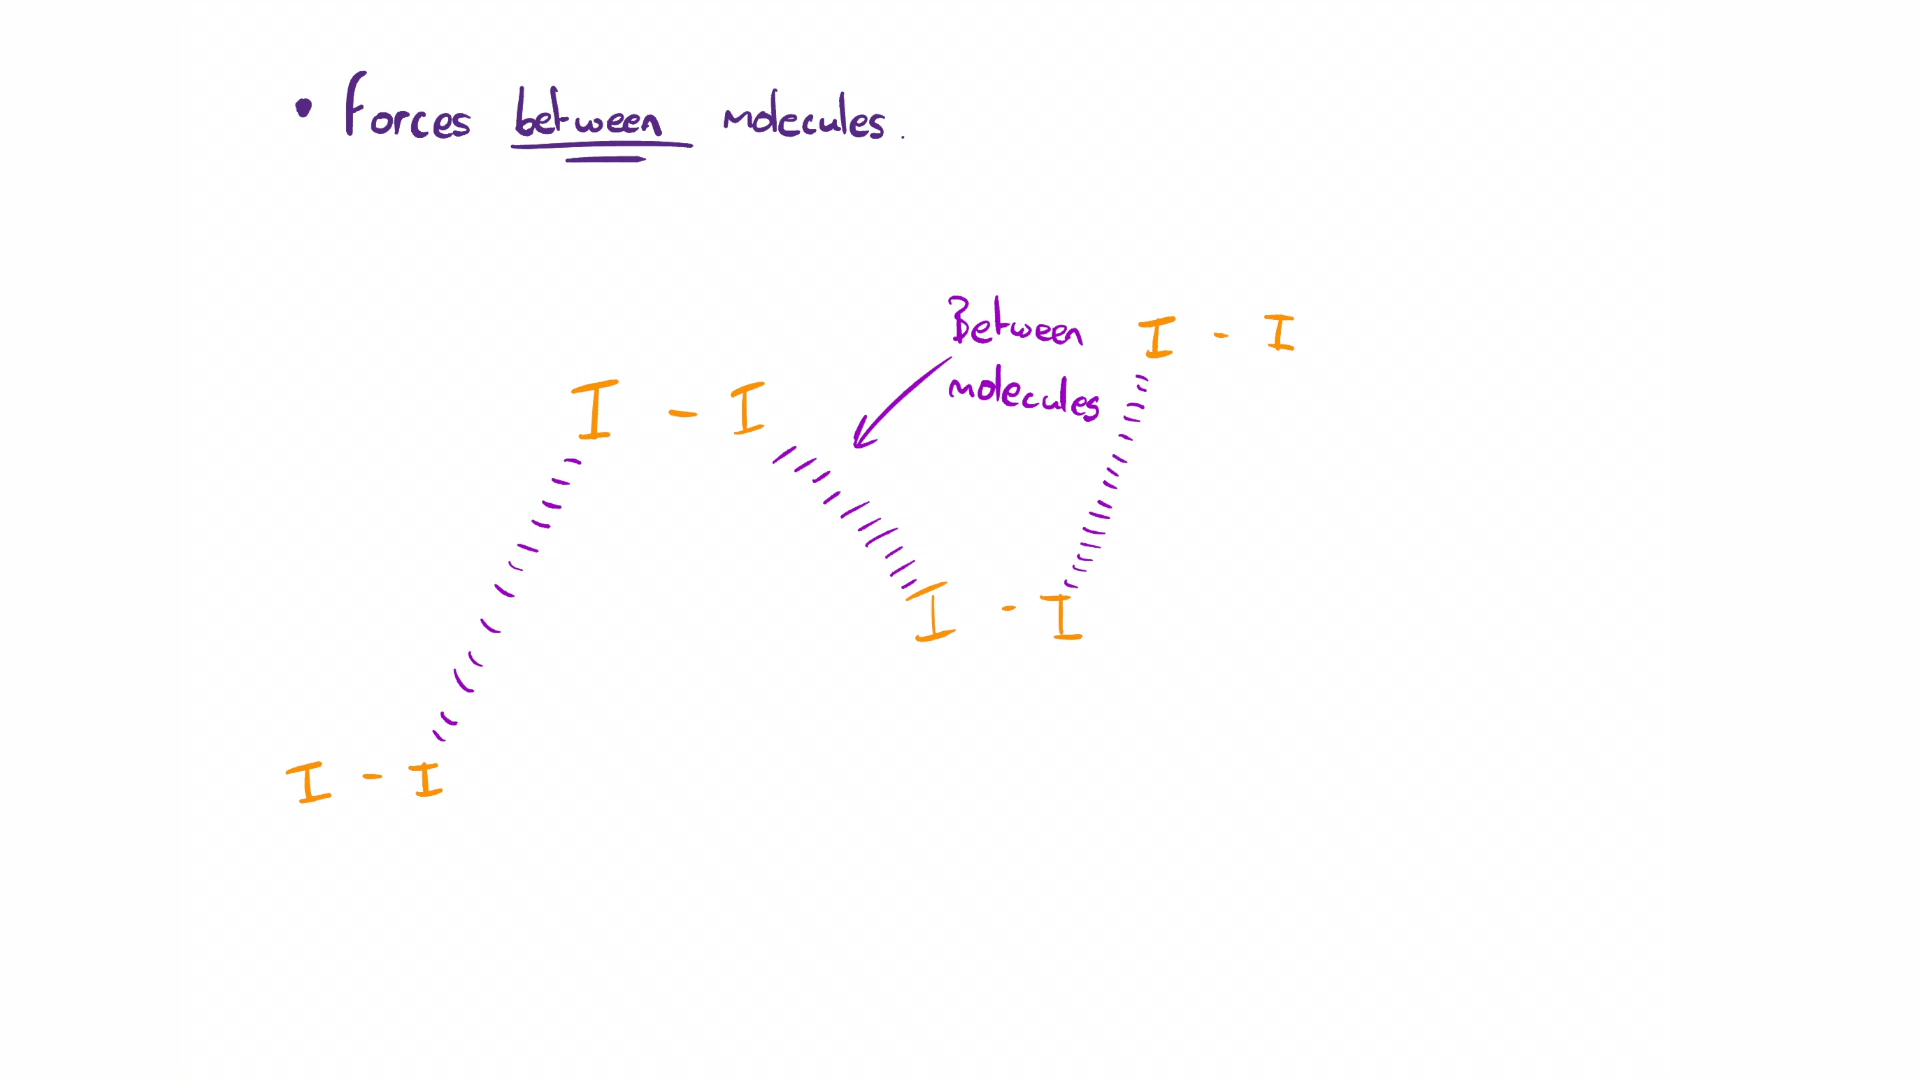 • Forces between molecules.
Between
molecules
I - I
I - I
I - I
I - I